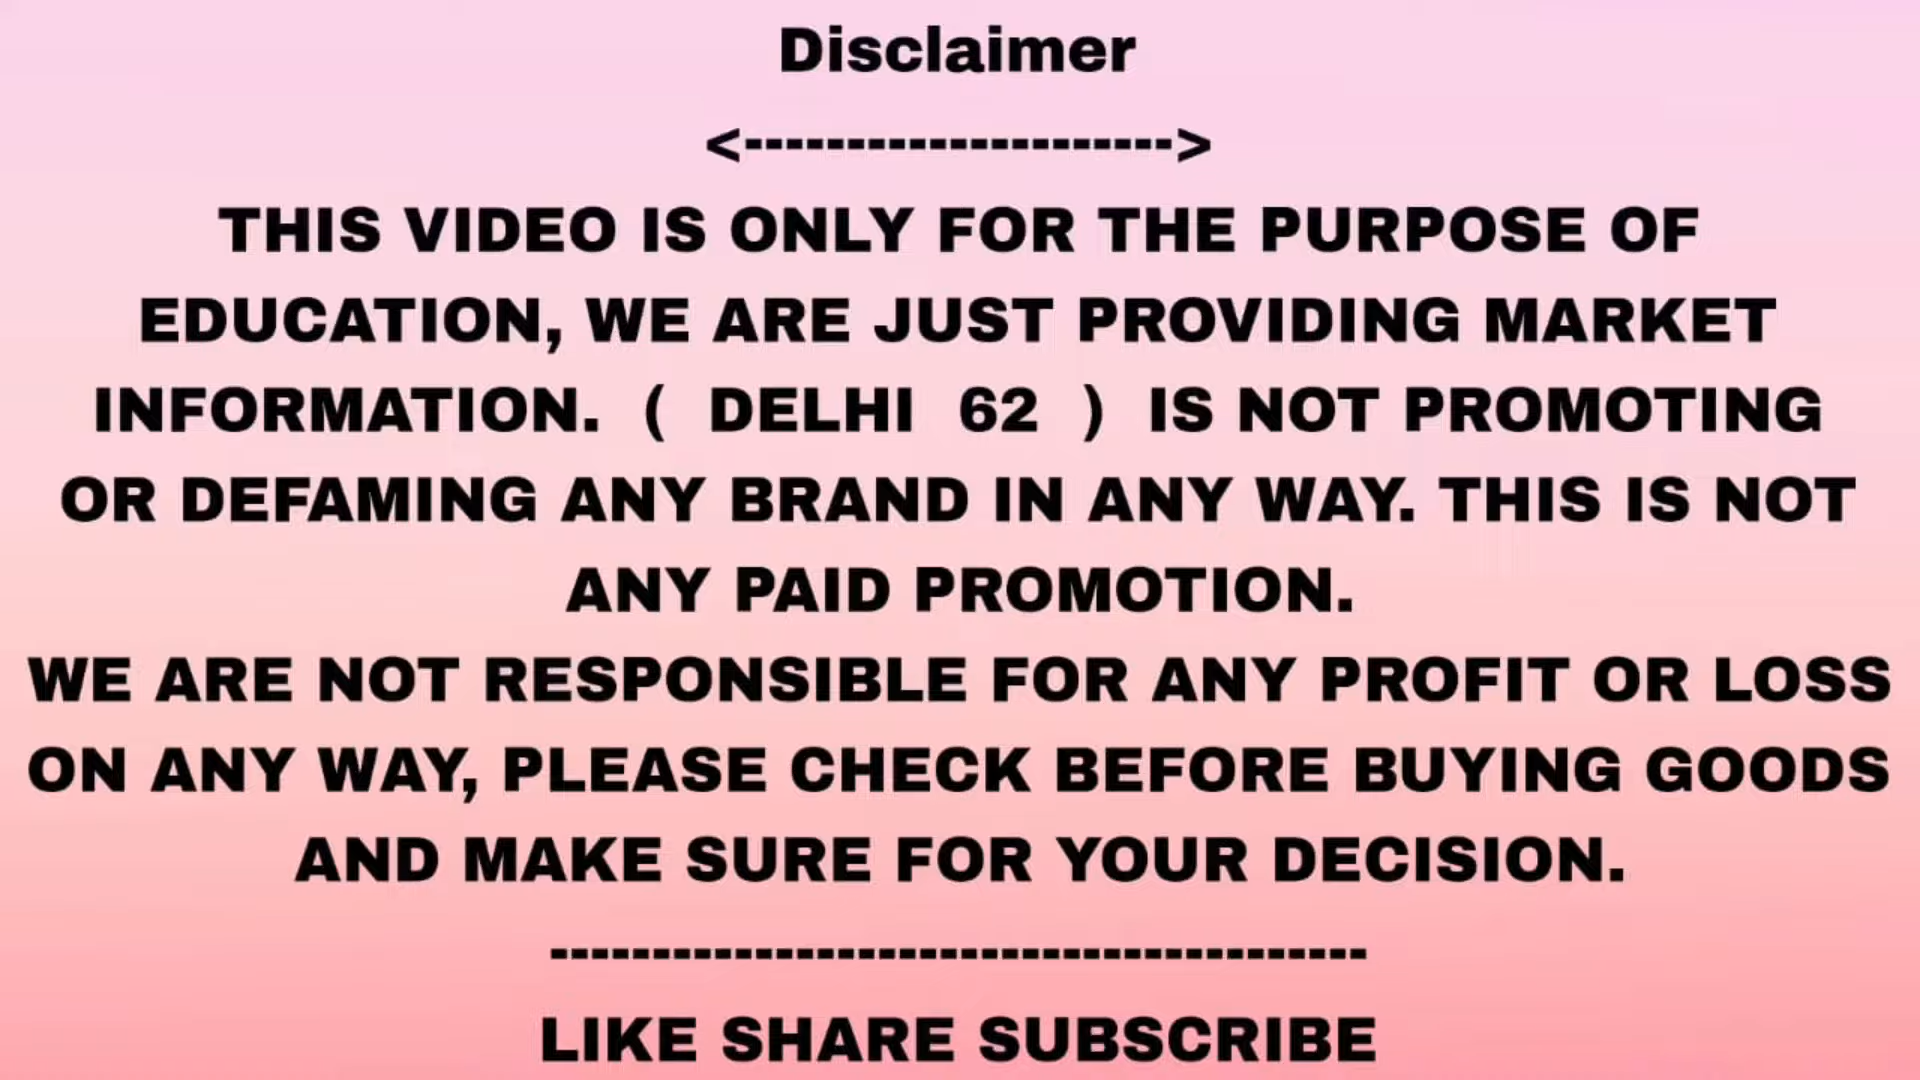 Disclaimer
<--------------------->
THIS VIDEO IS ONLY FOR THE PURPOSE OF
EDUCATION, WE ARE JUST PROVIDING MARKET
INFORMATION. ( DELHI 62 ) IS NOT PROMOTING
OR DEFAMING ANY BRAND IN ANY WAY. THIS IS NOT
ANY PAID PROMOTION.
WE ARE NOT RESPONSIBLE FOR ANY PROFIT OR LOSS
ON ANY WAY, PLEASE CHECK BEFORE BUYING GOODS
AND MAKE SURE FOR YOUR DECISION.
----------------------------------------
LIKE SHARE SUBSCRIBE